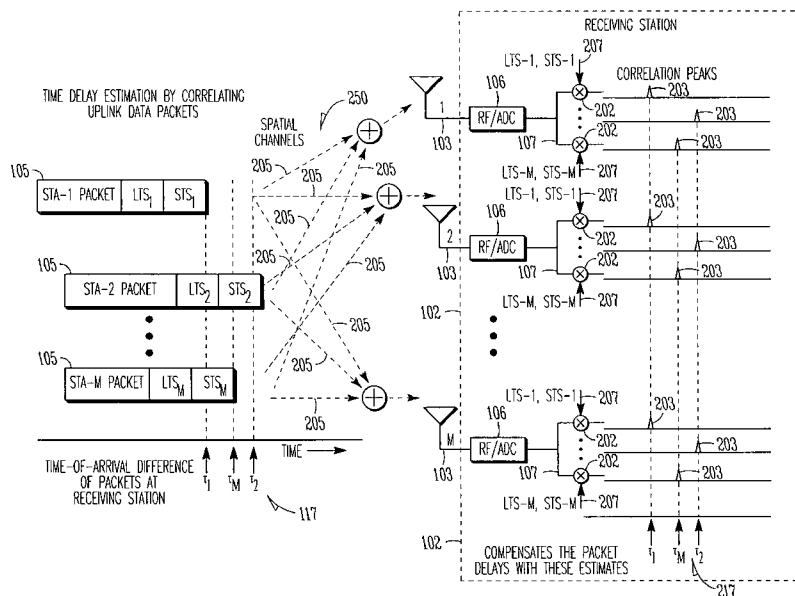 TIME DELAY ESTIMATION BY CORRELATING
UPLINK DATA PACKETS
105
STA-1 PACKET LTS1 STS1
105
STA-2 PACKET LTS2 STS2
105
STA-M PACKET LTSM STSM
TIME
TIME-OF-ARRIVAL DIFFERENCE
OF PACKETS AT
RECEIVING STATION
τ1 τM τ2
117
SPATIAL
CHANNELS
250
205
205
205
205
205
205
205
205
205
RECEIVING STATION
207
LTS-1, STS-1
CORRELATION PEAKS
1
103
106
RF/ADC
107
202
202
203
203
203
LTS-M, STS-M
207
LTS-1, STS-1
207
2
103
106
RF/ADC
107
202
202
203
203
203
LTS-M, STS-M
207
102
LTS-1, STS-1
207
M
103
106
RF/ADC
107
202
202
203
203
203
LTS-M, STS-M
207
102
COMPENSATES THE PACKET
DELAYS WITH THESE ESTIMATES
τ1 τM τ2
217